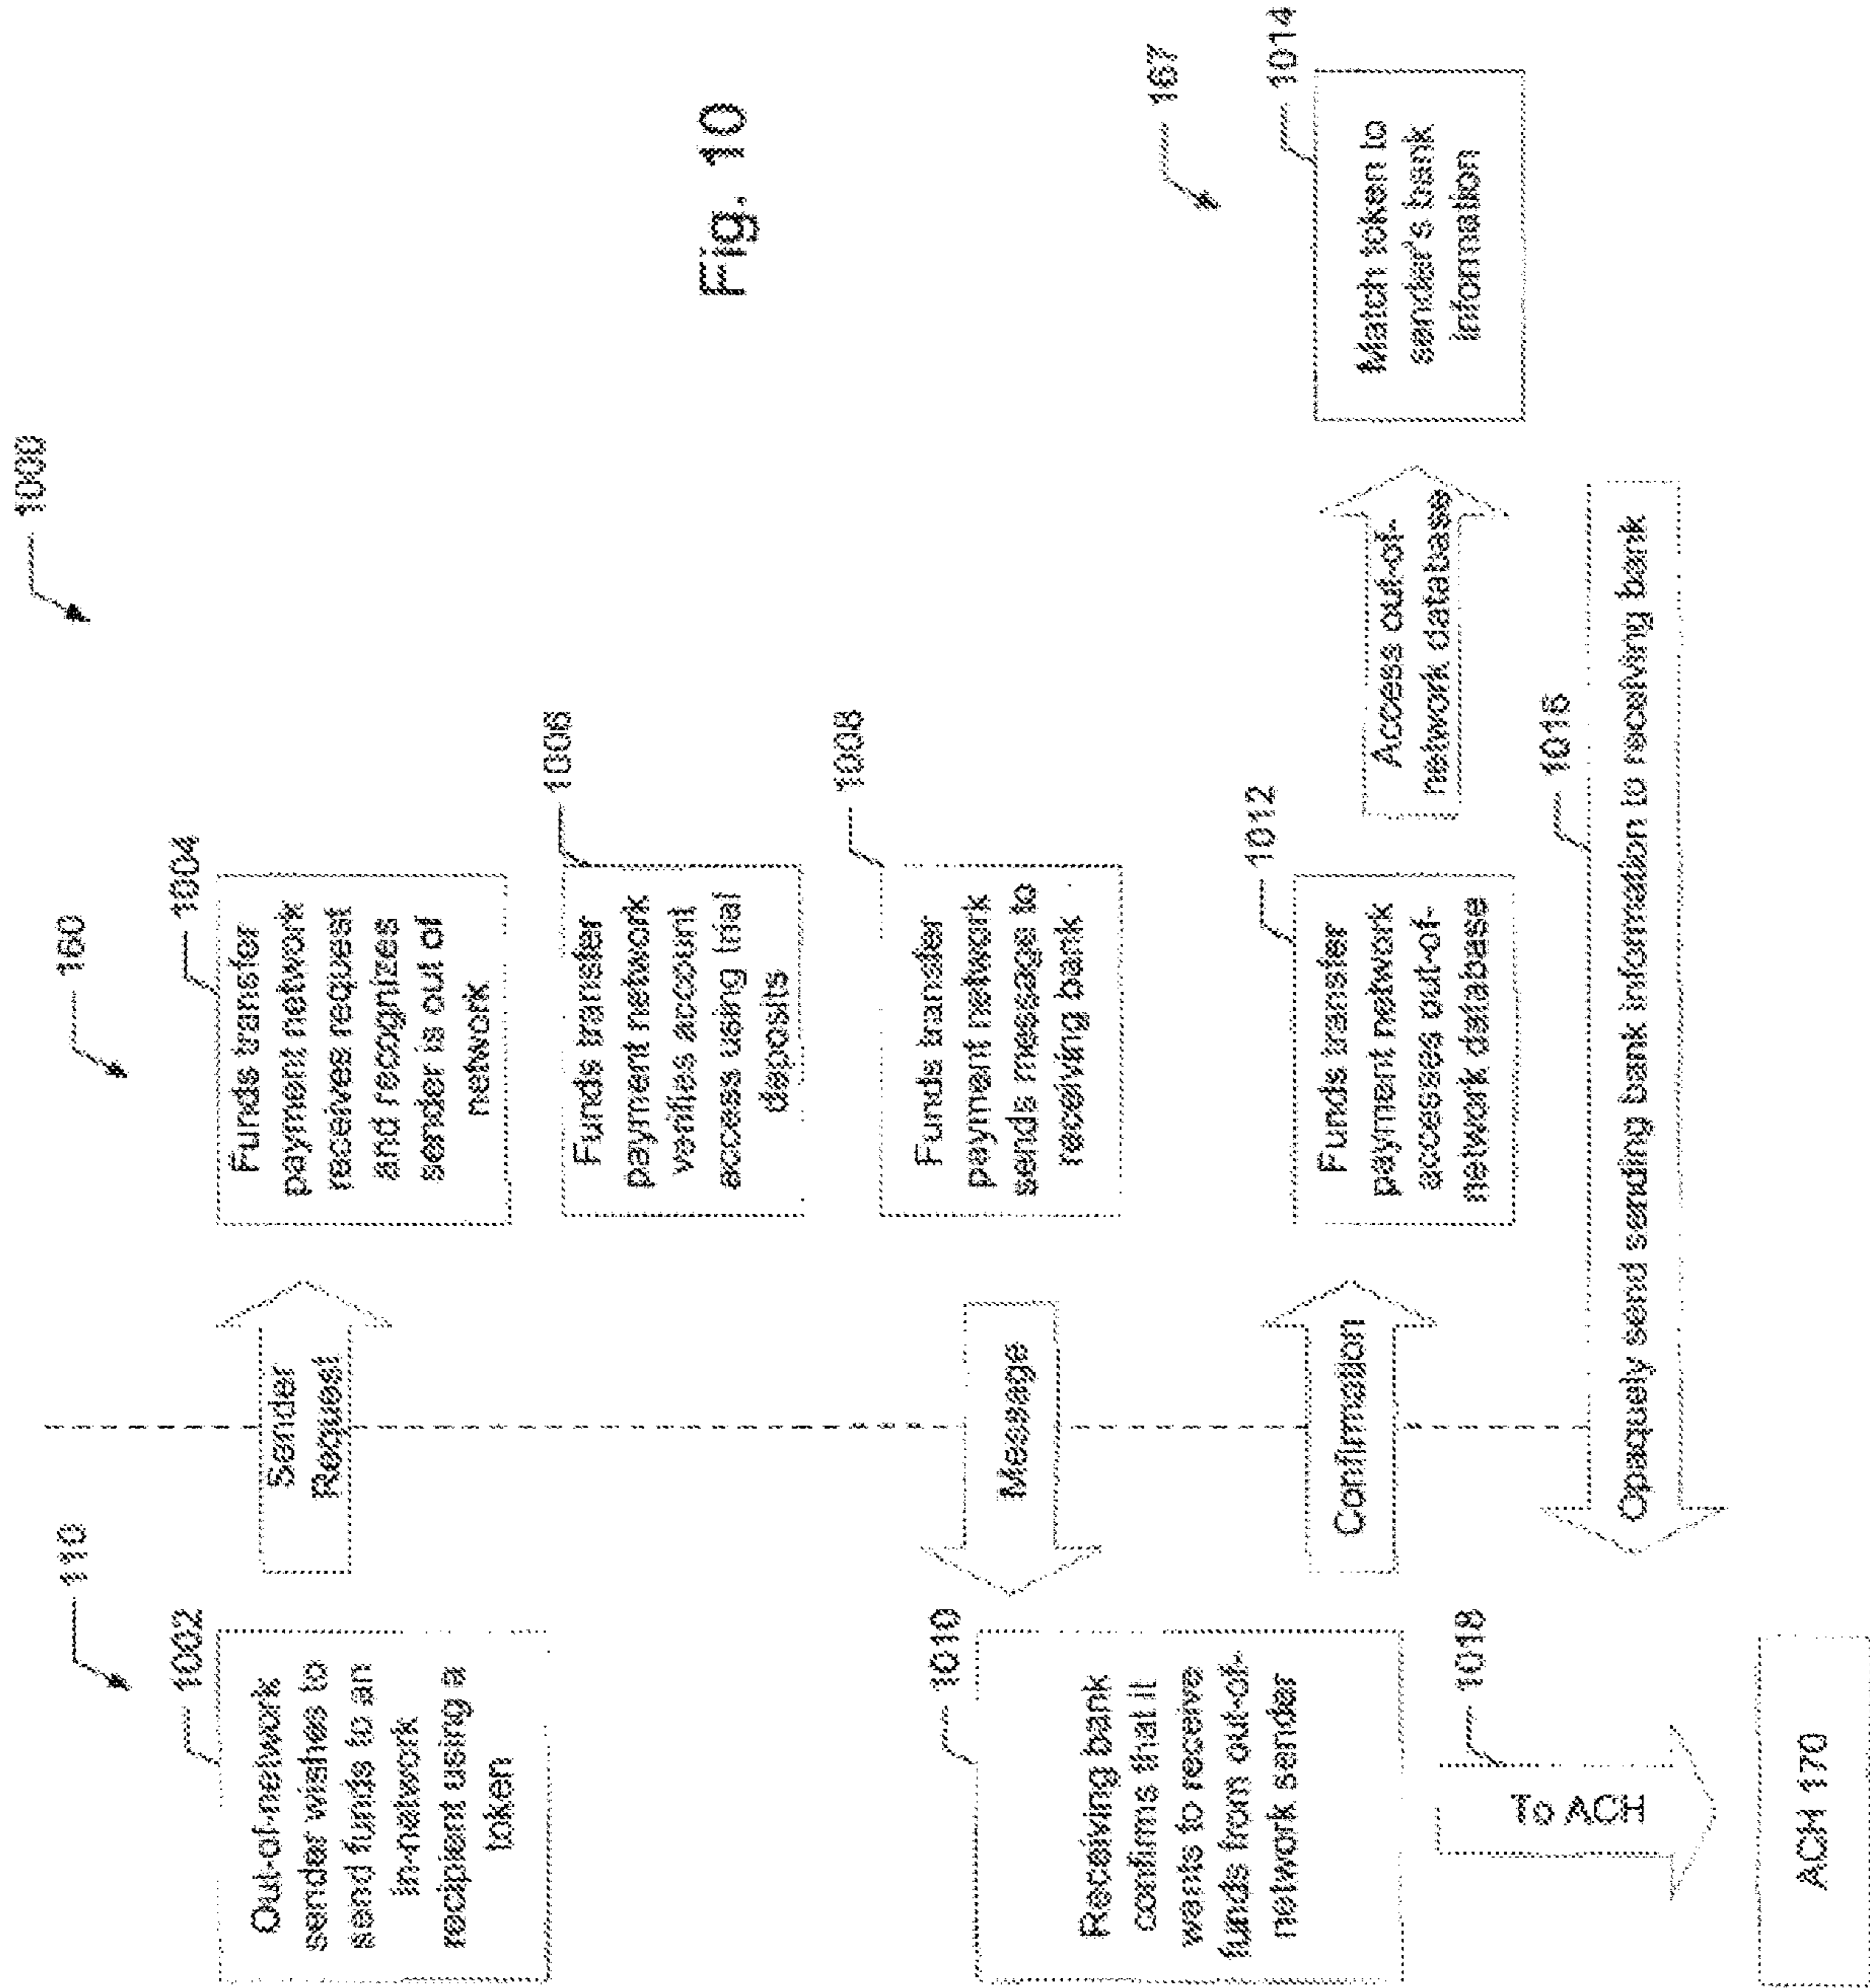 1000
110
160
167
1002
Out-of-network
sender wishes to
send funds to an
in-network
recipient using a
token
Sender
Request
1004
Funds transfer
payment network
receives request
and recognizes
sender is out of
network
1006
Funds transfer
payment network
verifies account
access using trial
deposits
1008
Funds transfer
payment network
sends message to
receiving bank
Fig. 10
Message
1010
Receiving bank
confirms that it
wants to receive
funds from out-of-
network sender
Confirmation
1012
Funds transfer
payment network
accesses out-of-
network database
Access out-of-
network database
1014
Match token to
sender's bank
information
1016
Opaquely send sending bank information to receiving bank
1018
To ACH
ACH 170